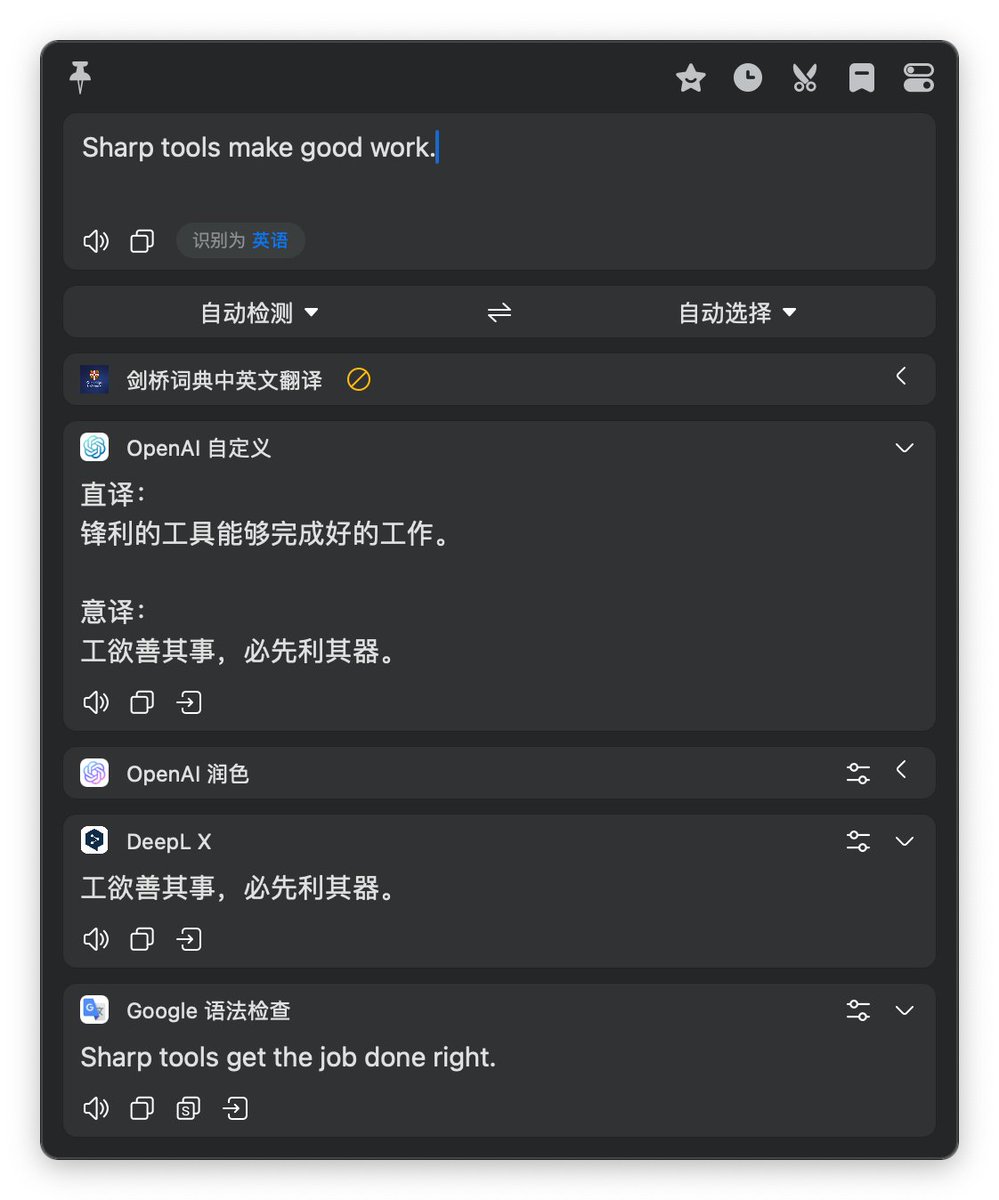 Sharp tools make good work.
识别为 英语
自动检测
自动选择
剑桥词典中英文翻译
OpenAI 自定义
直译：
锋利的工具能够完成好的工作。
意译：
工欲善其事，必先利其器。
OpenAI 润色
DeepL X
工欲善其事，必先利其器。
Google 语法检查
Sharp tools get the job done right.